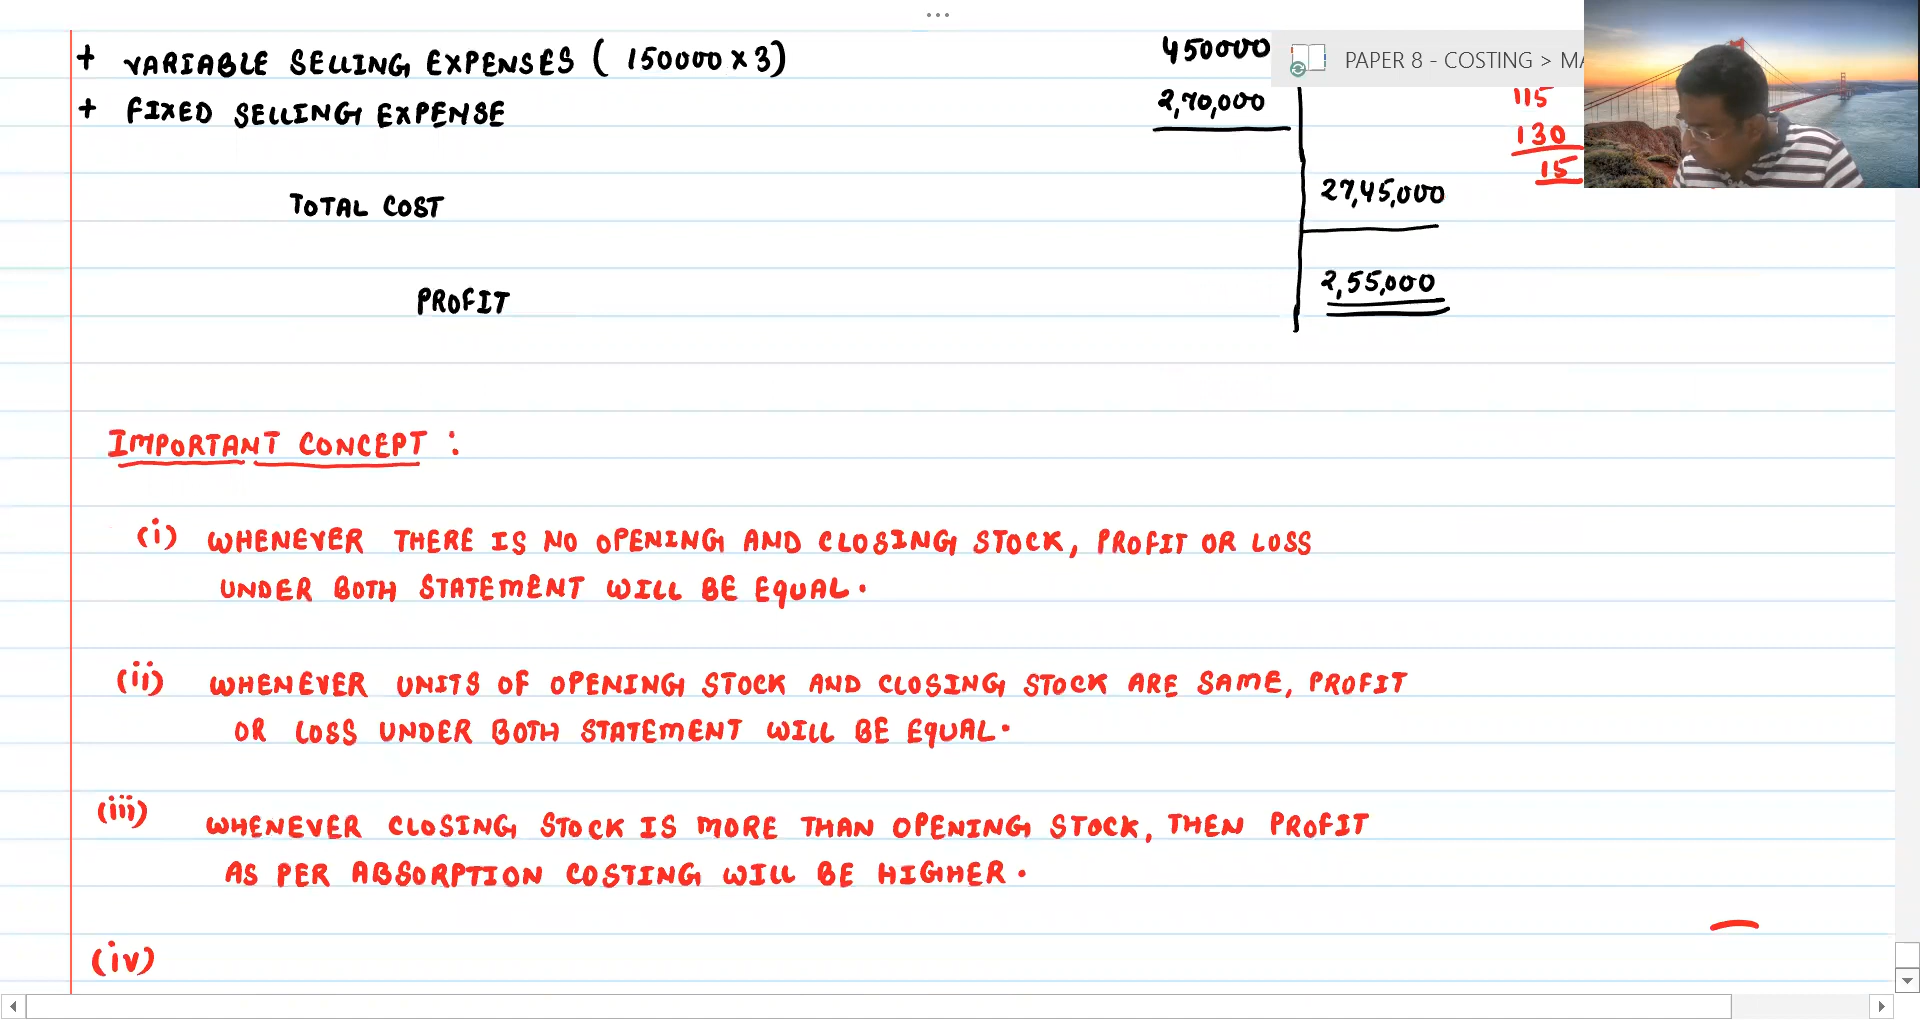 + VARIABLE SELLING EXPENSES ( 150000 x 3) 450000
PAPER 8 - COSTING > MA
+ FIXED SELLING EXPENSE 2,70,000
115
130
15
TOTAL COST 27,45,000
PROFIT 2,55,000
IMPORTANT CONCEPT :
(i) WHENEVER THERE IS NO OPENING AND CLOSING STOCK, PROFIT OR LOSS
UNDER BOTH STATEMENT WILL BE EQUAL.
(ii) WHENEVER UNITS OF OPENING STOCK AND CLOSING STOCK ARE SAME, PROFIT
OR LOSS UNDER BOTH STATEMENT WILL BE EQUAL.
(iii) WHENEVER CLOSING STOCK IS MORE THAN OPENING STOCK, THEN PROFIT
AS PER ABSORPTION COSTING WILL BE HIGHER.
(iv)